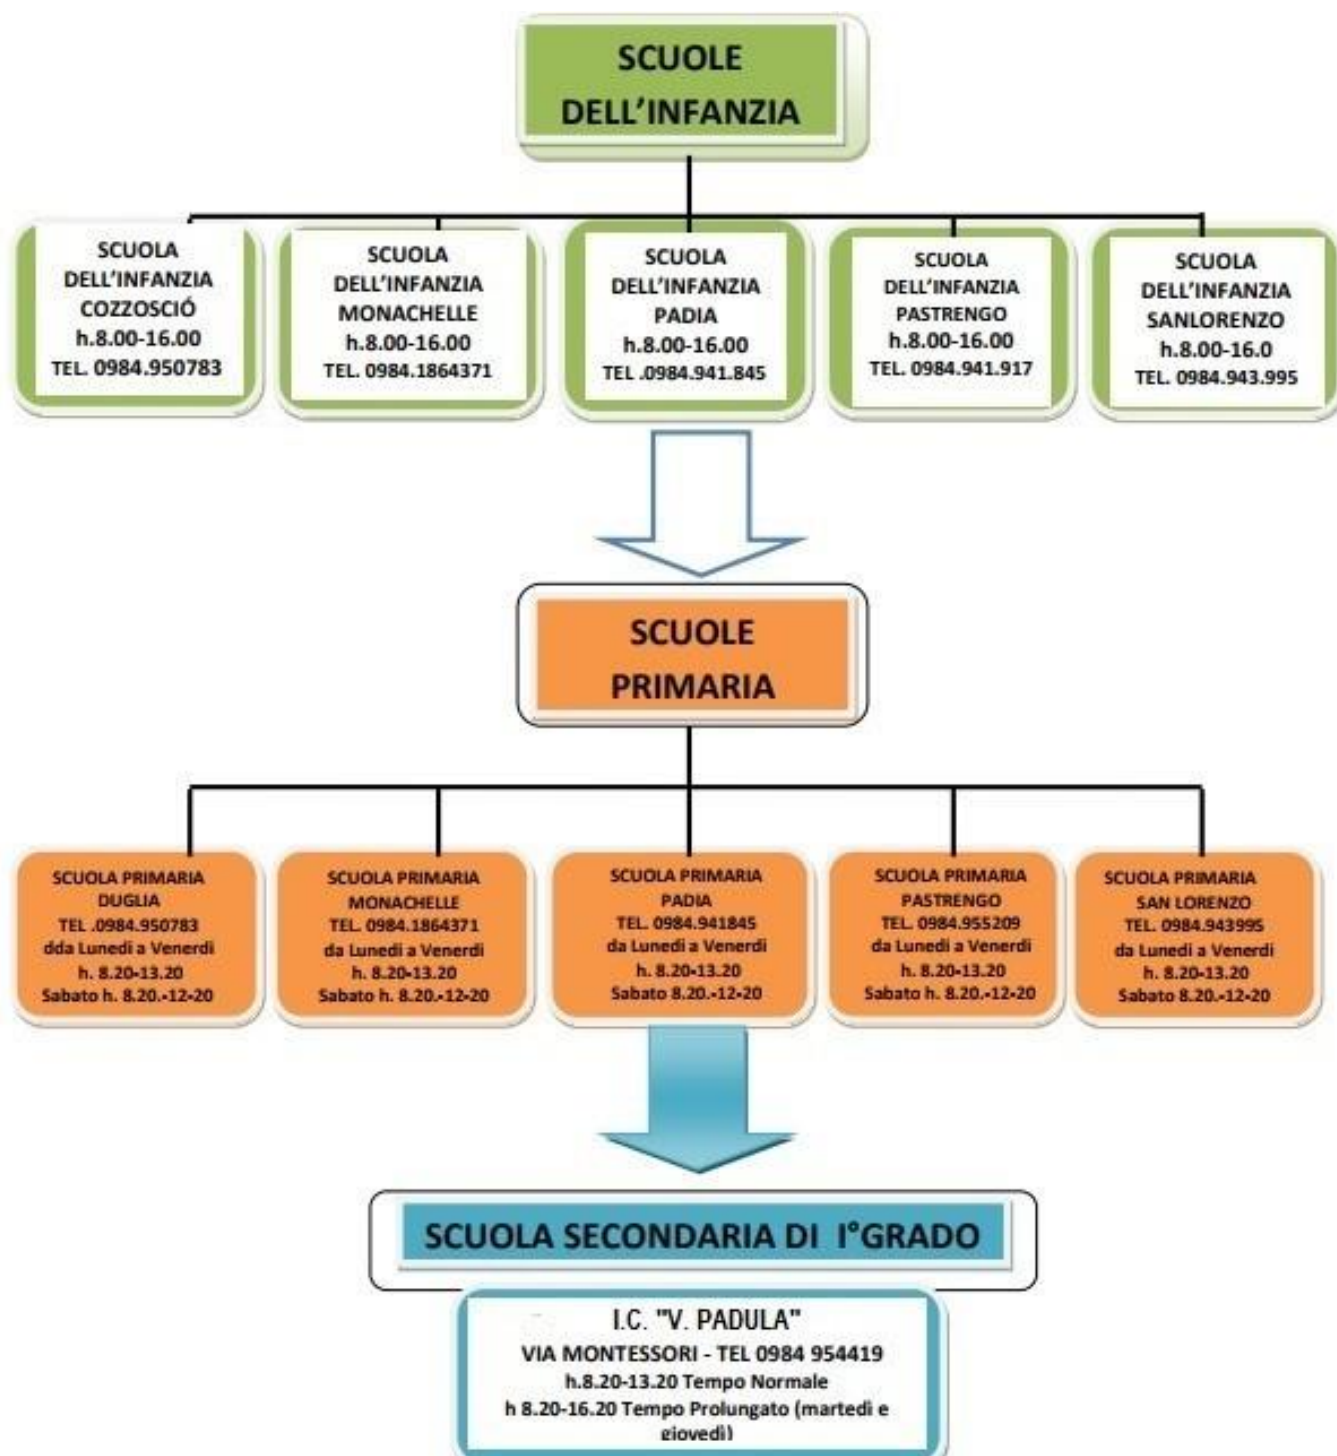 SCUOLE
DELL'INFANZIA
SCUOLA
DELL'INFANZIA
COZZOSCIÓ
h.8.00-16.00
TEL. 0984.950783
SCUOLA
DELL'INFANZIA
MONACHELLE
h.8.00-16.00
TEL. 0984.1864371
SCUOLA
DELL'INFANZIA
PADIA
h.8.00-16.00
TEL .0984.941.845
SCUOLA
DELL'INFANZIA
PASTRENGO
h.8.00-16.00
TEL. 0984.941.917
SCUOLA
DELL'INFANZIA
SANLORENZO
h.8.00-16.0
TEL. 0984.943.995
SCUOLE
PRIMARIA
SCUOLA PRIMARIA
DUGLIA
TEL .0984.950783
dda Lunedì a Venerdì
h. 8.20-13.20
Sabato h. 8.20.-12-20
SCUOLA PRIMARIA
MONACHELLE
TEL. 0984.1864371
da Lunedì a Venerdì
h. 8.20-13.20
Sabato h. 8.20.-12-20
SCUOLA PRIMARIA
PADIA
TEL. 0984.941845
da Lunedì a Venerdì
h. 8.20-13.20
Sabato 8.20.-12-20
SCUOLA PRIMARIA
PASTRENGO
TEL. 0984.955209
da Lunedì a Venerdì
h. 8.20-13.20
Sabato h. 8.20.-12-20
SCUOLA PRIMARIA
SAN LORENZO
TEL. 0984.943995
da Lunedì a Venerdì
h. 8.20-13.20
Sabato 8.20.-12-20
SCUOLA SECONDARIA DI I°GRADO
I.C. "V. PADULA"
VIA MONTESSORI - TEL 0984 954419
h.8.20-13.20 Tempo Normale
h 8.20-16.20 Tempo Prolungato (martedì e
giovedì)